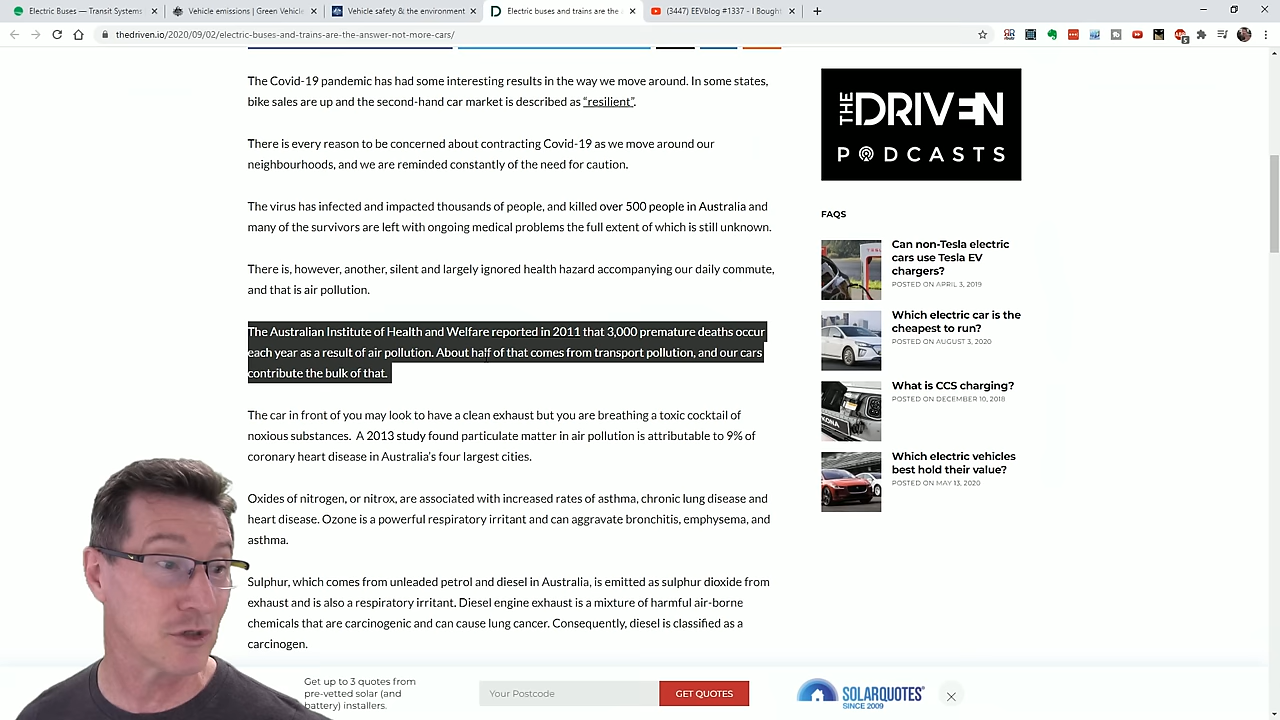 Electric Buses — Transit Systems
Vehicle emissions | Green Vehicle
Vehicle safety & the environment
Electric buses and trains are the
(3447) EEVblog #1337 - I Bought
thedriven.io/2020/09/02/electric-buses-and-trains-are-the-answer-not-more-cars/
The Covid-19 pandemic has had some interesting results in the way we move around. In some states,
bike sales are up and the second-hand car market is described as “resilient”.
There is every reason to be concerned about contracting Covid-19 as we move around our
neighbourhoods, and we are reminded constantly of the need for caution.
The virus has infected and impacted thousands of people, and killed over 500 people in Australia and
many of the survivors are left with ongoing medical problems the full extent of which is still unknown.
There is, however, another, silent and largely ignored health hazard accompanying our daily commute,
and that is air pollution.
The Australian Institute of Health and Welfare reported in 2011 that 3,000 premature deaths occur
each year as a result of air pollution. About half of that comes from transport pollution, and our cars
contribute the bulk of that.
The car in front of you may look to have a clean exhaust but you are breathing a toxic cocktail of
noxious substances. A 2013 study found particulate matter in air pollution is attributable to 9% of
coronary heart disease in Australia’s four largest cities.
Oxides of nitrogen, or nitrox, are associated with increased rates of asthma, chronic lung disease and
heart disease. Ozone is a powerful respiratory irritant and can aggravate bronchitis, emphysema, and
asthma.
Sulphur, which comes from unleaded petrol and diesel in Australia, is emitted as sulphur dioxide from
exhaust and is also a respiratory irritant. Diesel engine exhaust is a mixture of harmful air-borne
chemicals that are carcinogenic and can cause lung cancer. Consequently, diesel is classified as a
carcinogen.
THE DRIVEN
PODCASTS
FAQS
Can non-Tesla electric
cars use Tesla EV
chargers?
POSTED ON APRIL 3, 2019
Which electric car is the
cheapest to run?
POSTED ON AUGUST 3, 2020
What is CCS charging?
POSTED ON DECEMBER 10, 2018
Which electric vehicles
best hold their value?
POSTED ON MAY 13, 2020
Get up to 3 quotes from
pre-vetted solar (and
battery) installers.
Your Postcode
GET QUOTES
SOLARQUOTES
SINCE 2009